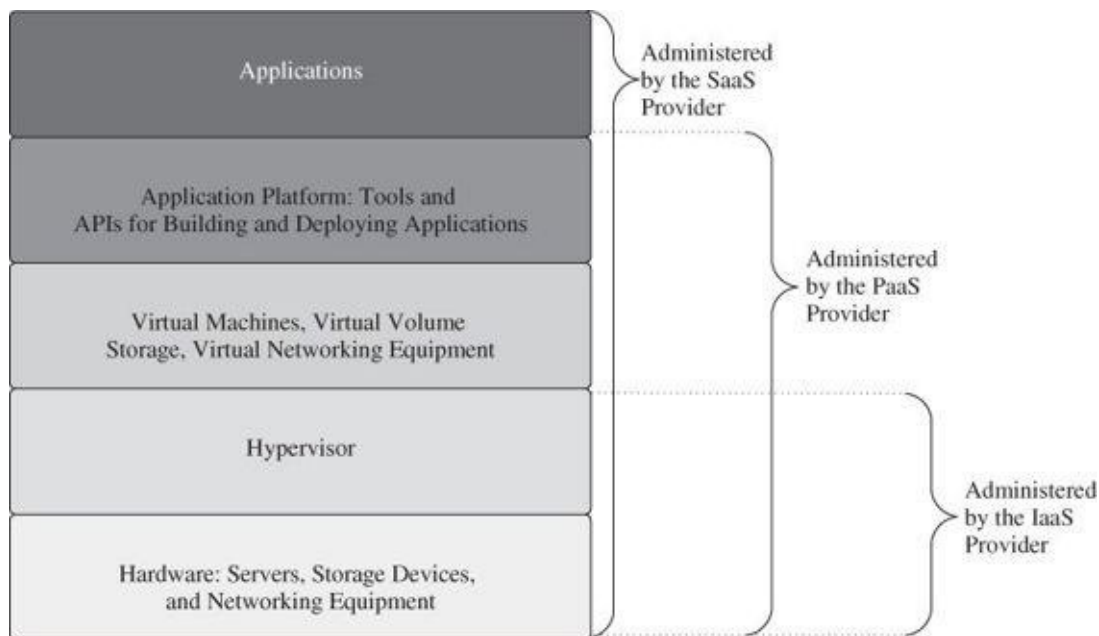 Applications
Administered
by the SaaS
Provider
Application Platform: Tools and
APIs for Building and Deploying Applications
Administered
by the PaaS
Provider
Virtual Machines, Virtual Volume
Storage, Virtual Networking Equipment
Hypervisor
Administered
by the IaaS
Provider
Hardware: Servers, Storage Devices,
and Networking Equipment